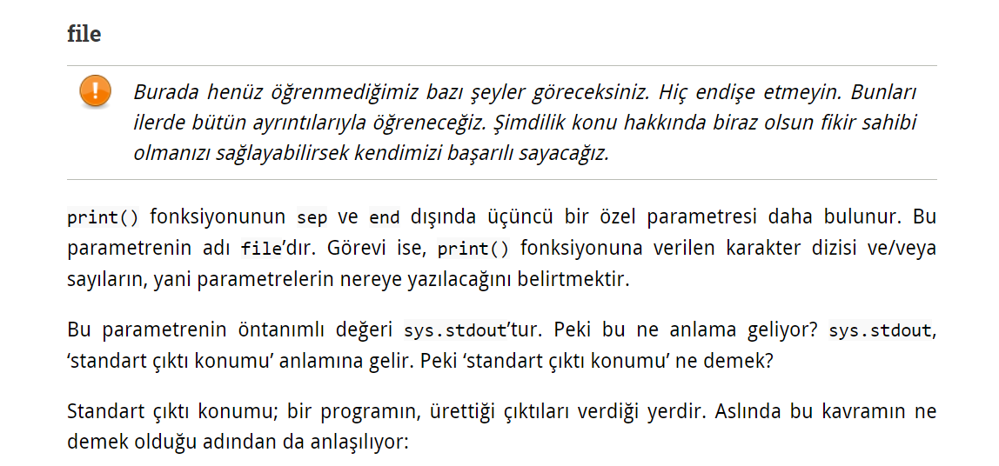 file
Burada henüz öğrenmediğimiz bazı şeyler göreceksiniz. Hiç endişe etmeyin. Bunları
ilerde bütün ayrıntılarıyla öğreneceğiz. Şimdilik konu hakkında biraz olsun fikir sahibi
olmanızı sağlayabilirsek kendimizi başarılı sayacağız.
print() fonksiyonunun sep ve end dışında üçüncü bir özel parametresi daha bulunur. Bu
parametrenin adı file’dır. Görevi ise, print() fonksiyonuna verilen karakter dizisi ve/veya
sayıların, yani parametrelerin nereye yazılacağını belirtmektir.
Bu parametrenin öntanımlı değeri sys.stdout’tur. Peki bu ne anlama geliyor? sys.stdout,
‘standart çıktı konumu’ anlamına gelir. Peki ‘standart çıktı konumu’ ne demek?
Standart çıktı konumu; bir programın, ürettiği çıktıları verdiği yerdir. Aslında bu kavramın ne
demek olduğu adından da anlaşılıyor: